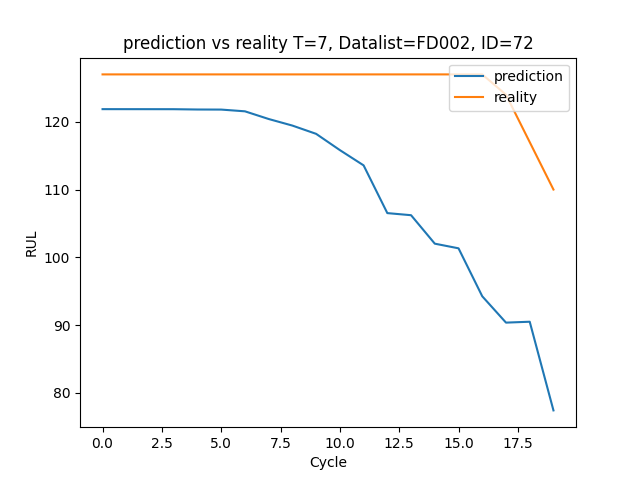 prediction vs reality T=7, Datalist=FD002, ID=72
prediction
reality
RUL
120
110
100
90
80
0.0 2.5 5.0 7.5 10.0 12.5 15.0 17.5
Cycle